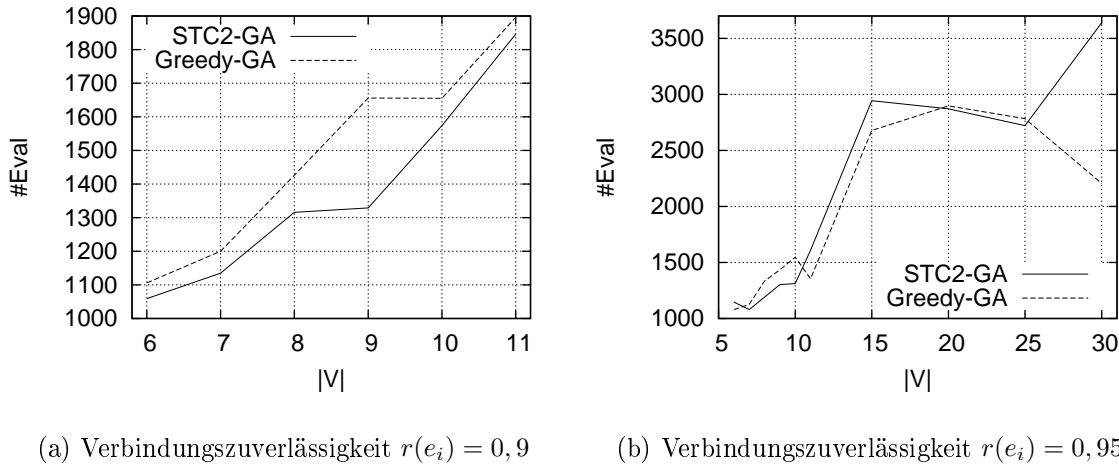 1900
1800
1700
1600
1500
1400
1300
1200
1100
1000
#Eval
STC2-GA
Greedy-GA
6 7 8 9 10 11
|V|
3500
3000
2500
2000
1500
1000
#Eval
STC2-GA
Greedy-GA
5 10 15 20 25 30
|V|
(a) Verbindungszuverlässigkeit r(e_i) = 0, 9
(b) Verbindungszuverlässigkeit r(e_i) = 0, 95